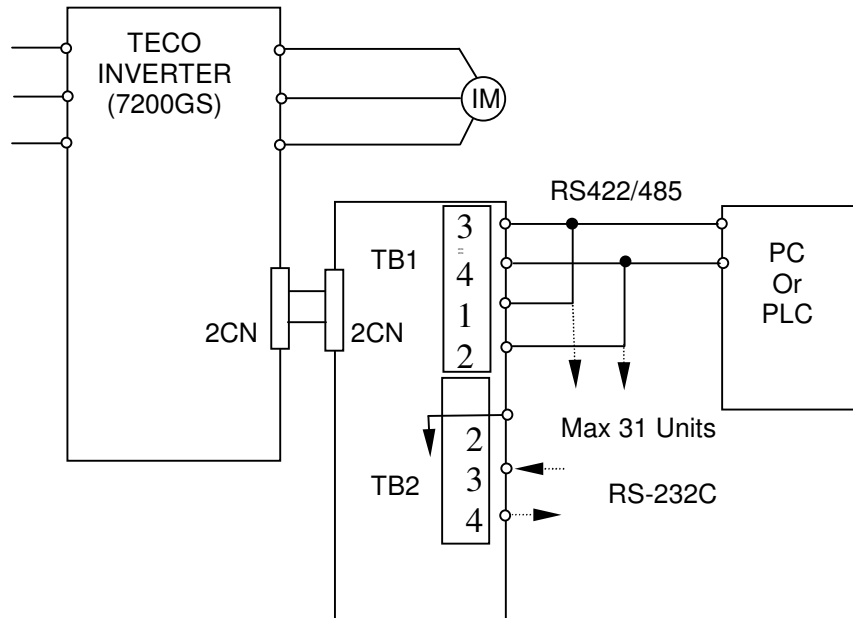 TECO
INVERTER
(7200GS)
IM
RS422/485
TB1
3
4
1
2
PC
Or
PLC
2CN
2CN
Max 31 Units
TB2
2
3
4
RS-232C